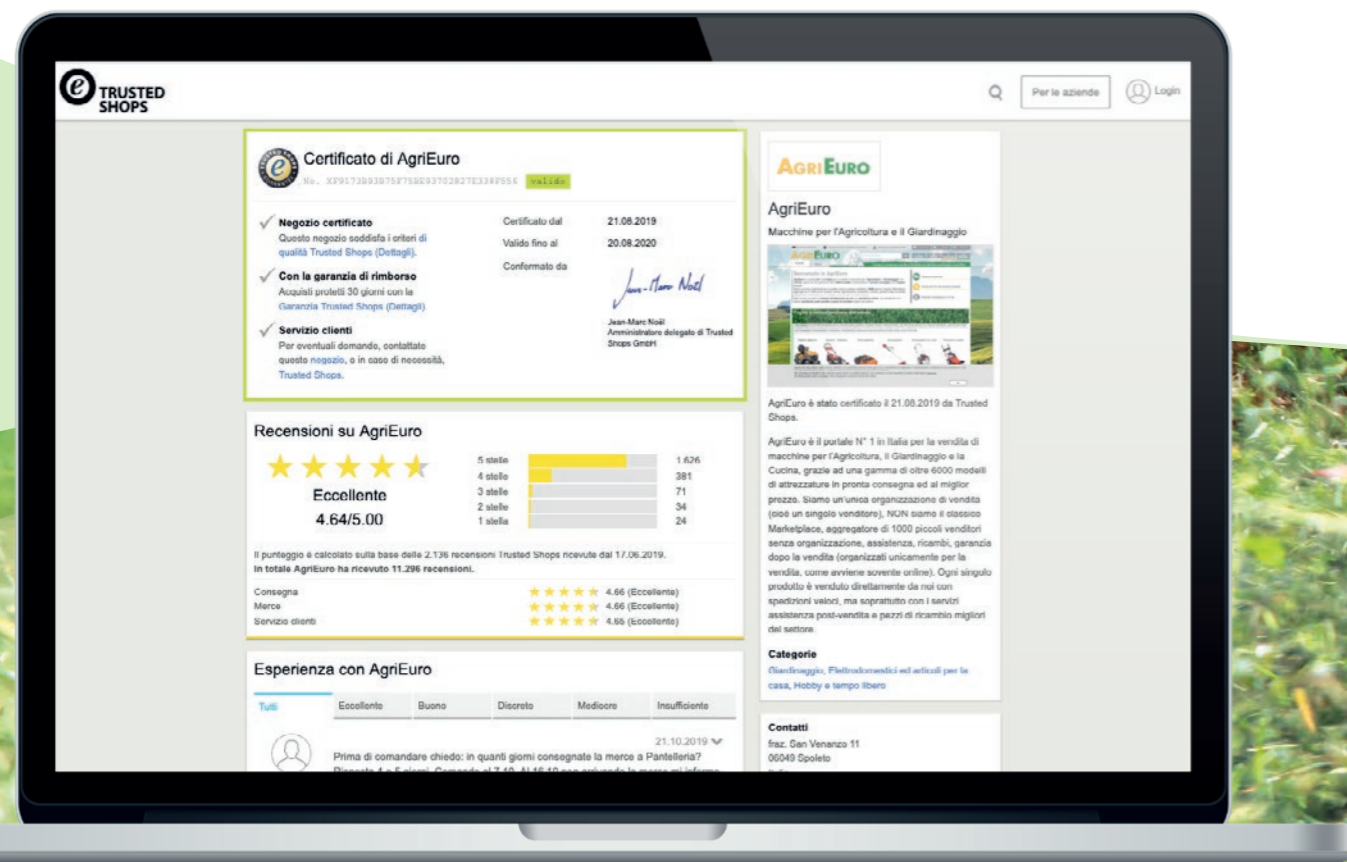 TRUSTED
SHOPS
Per le aziende
Login
Certificato di AgriEuro
No.
valido
Negozio certificato
Questo negozio soddisfa i criteri di
qualità Trusted Shops (Dettagli).
Con la garanzia di rimborso
Acquisti protetti 30 giorni con la
Garanzia Trusted Shops (Dettagli)
Servizio clienti
Per eventuali domande, contattate
questo negozio, o in caso di necessità,
Trusted Shops.
Certificato dal 21.08.2019
Valido fino al 20.08.2020
Confermato da
Jean-Marc Noël
Jean-Marc Noël
Amministratore delegato di Trusted
Shops GmbH
Recensioni su AgriEuro
Eccellente
4.64/5.00
5 stelle 1.626
4 stelle 381
3 stelle 71
2 stelle 34
1 stella 24
Il punteggio è calcolato sulla base delle 2.136 recensioni Trusted Shops ricevute dal 17.06.2019.
In totale AgriEuro ha ricevuto 11.296 recensioni.
Consegna 4.66 (Eccellente)
Merce 4.66 (Eccellente)
Servizio clienti 4.65 (Eccellente)
Esperienza con AgriEuro
Tutti Eccellente Buono Discreto Mediocre Insufficiente
21.10.2019
Prima di comandare chiedo: in quanti giorni consegnate la merce a Pantelleria?
AGRIEURO
AgriEuro
Macchine per l'Agricoltura e il Giardinaggio
AGRIEURO
AgriEuro è stato certificato il 21.08.2019 da Trusted
Shops.
AgriEuro è il portale N° 1 in Italia per la vendita di
macchine per l'Agricoltura, il Giardinaggio e la
Cucina, grazie ad una gamma di oltre 6000 modelli
di attrezzature in pronta consegna ed al miglior
prezzo. Siamo un'unica organizzazione di vendita
(cioè un singolo venditore), NON siamo il classico
Marketplace, aggregatore di 1000 piccoli venditori
senza organizzazione, assistenza, ricambi, garanzia
dopo la vendita (organizzati unicamente per la
vendita, come avviene sovente online). Ogni singolo
prodotto è venduto direttamente da noi con
spedizioni veloci, ma soprattutto con i servizi
assistenza post-vendita e pezzi di ricambio migliori
del settore.
Categorie
Giardinaggio, Elettrodomestici ed articoli per la
casa, Hobby e tempo libero
Contatti
fraz. San Venanzo 11
06049 Spoleto